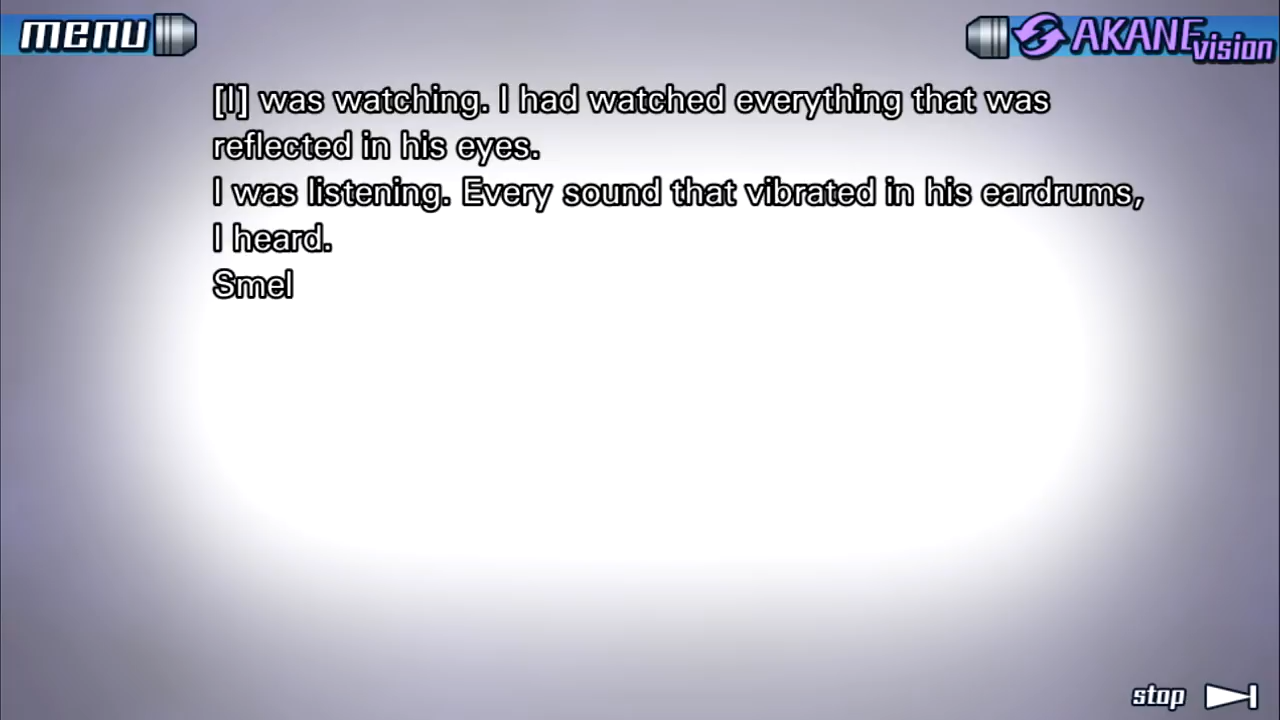 menu
AKANE vision
[I] was watching. I had watched everything that was
reflected in his eyes.
I was listening. Every sound that vibrated in his eardrums,
I heard.
Smel
stop